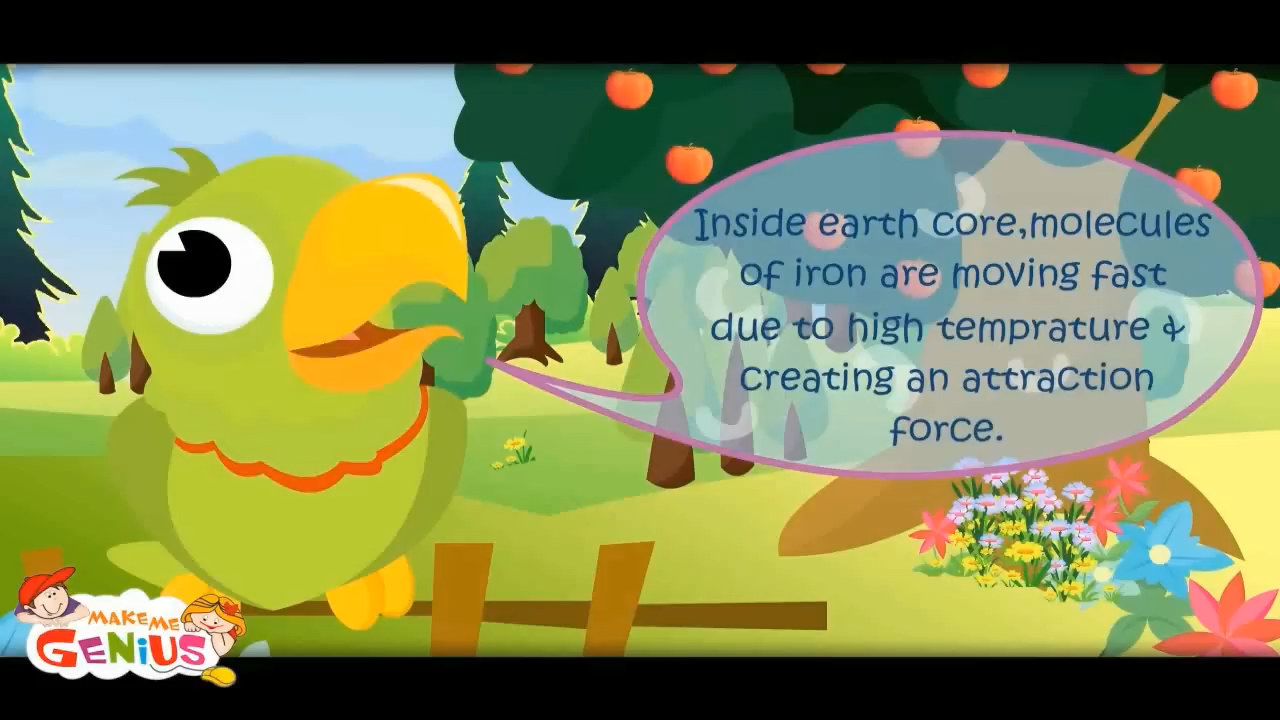 Inside earth core,molecules
of iron are moving fast
due to high temprature &
creating an attraction
force.
MAKE ME
GENiUS